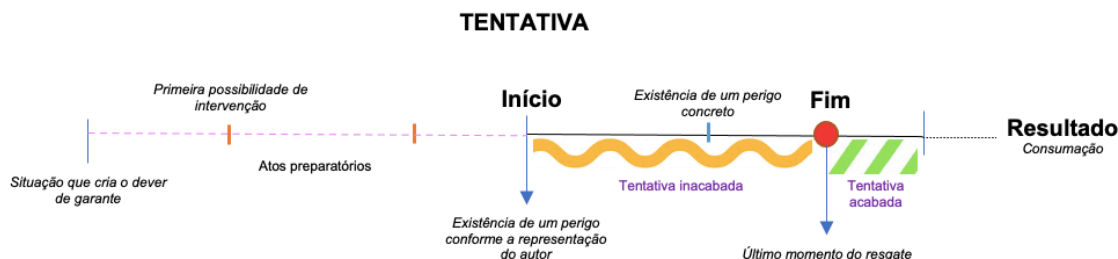 TENTATIVA
Primeira possibilidade de
intervenção
Início
Existência de um perigo
concreto
Fim
Resultado
Consumação
Situação que cria o dever
de garante
Atos preparatórios
Tentativa inacabada
Tentativa
acabada
Existência de um perigo
conforme a representação
do autor
Último momento do resgate